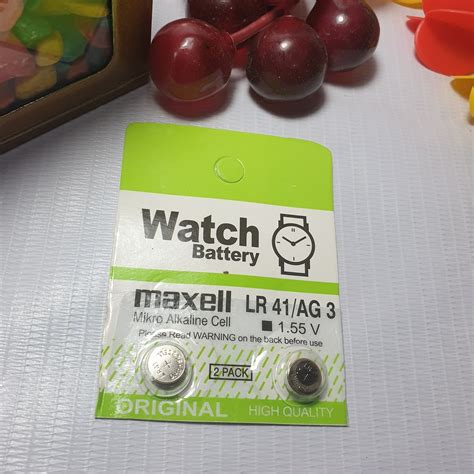 Watch
Battery
maxell LR 41/AG 3
Mikro Alkaline Cell 1.55 V
Please Read WARNING on the back before use
2 PACK
ORIGINAL HIGH QUALITY